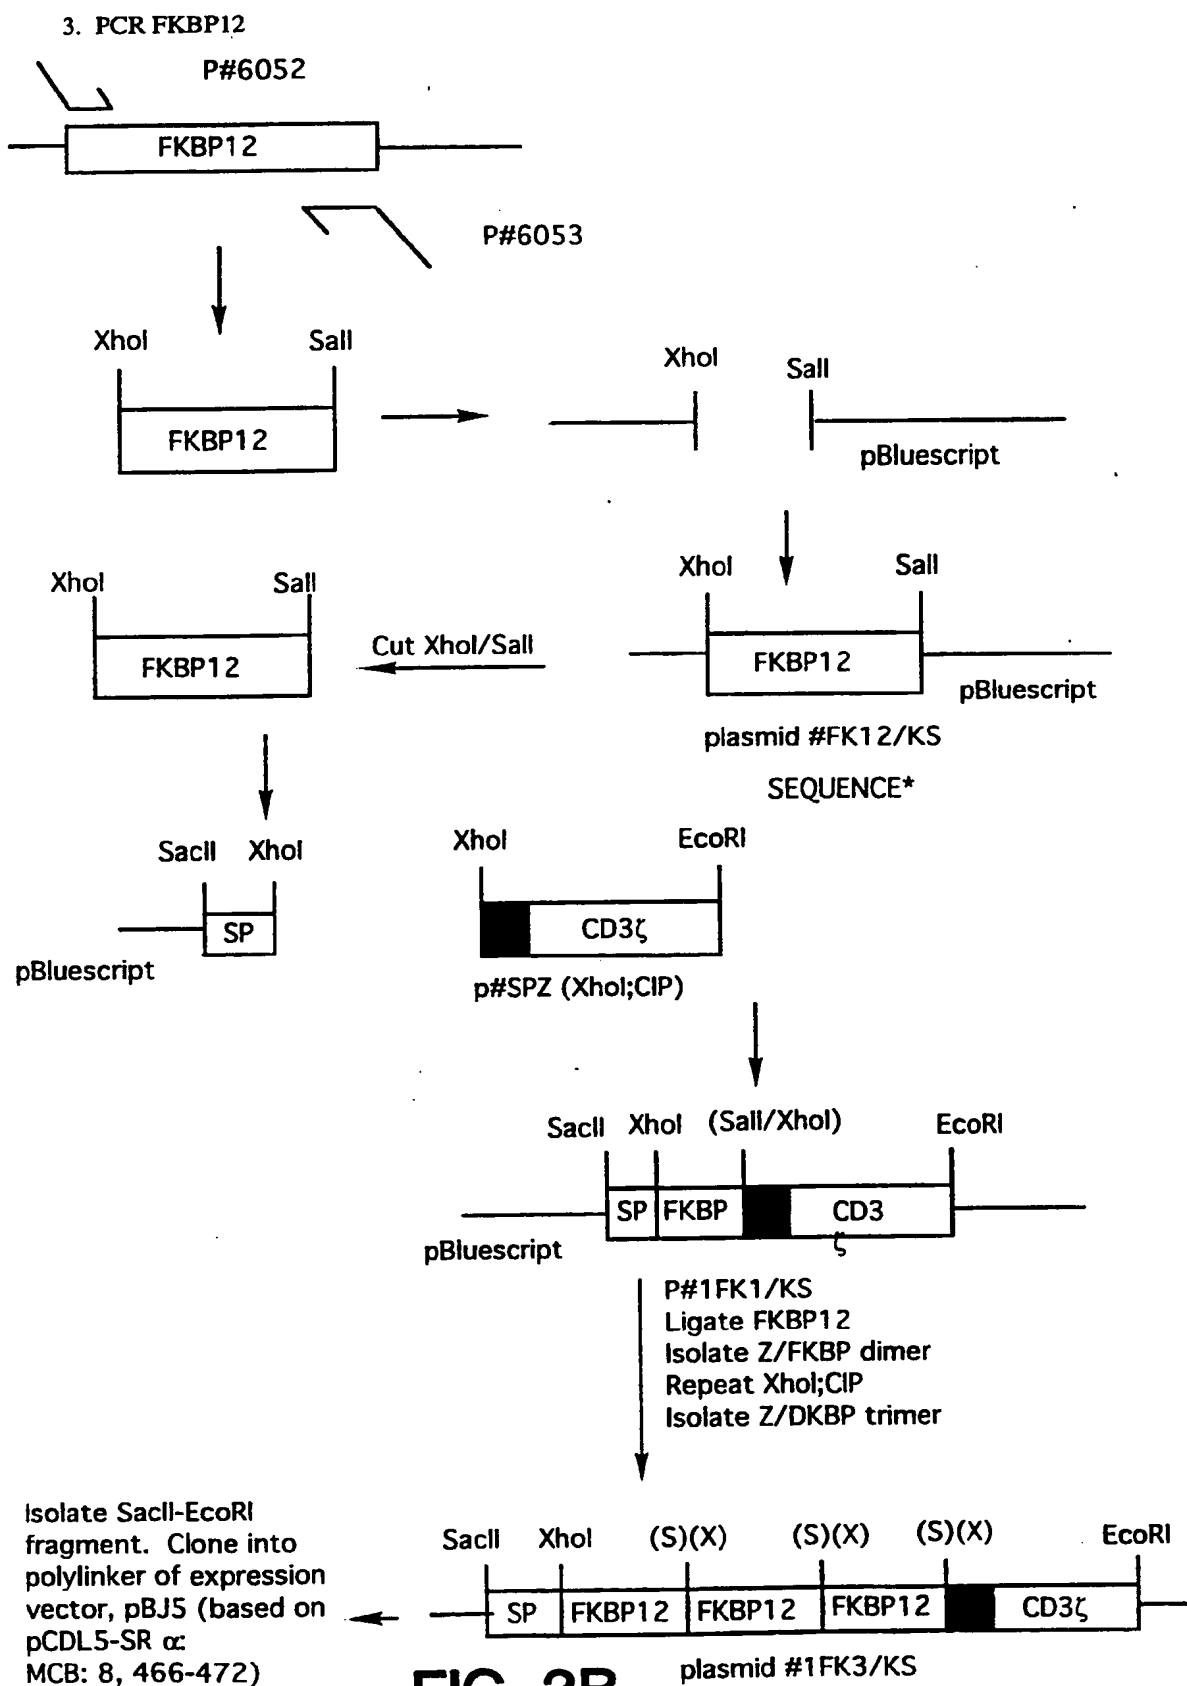 3. PCR FKBP12
P#6052
FKBP12
P#6053
XhoI SalI
FKBP12
XhoI SalI
pBluescript
XhoI SalI
FKBP12
Cut XhoI/SalI
XhoI SalI
FKBP12
pBluescript
plasmid #FK12/KS
SEQUENCE*
SacII XhoI
SP
pBluescript
XhoI EcoRI
CD3ζ
p#SPZ (XhoI;CIP)
SacII XhoI (SalI/XhoI) EcoRI
SP FKBP CD3
ζ
pBluescript
P#1FK1/KS
Ligate FKBP12
Isolate Z/FKBP dimer
Repeat XhoI;CIP
Isolate Z/DKBP trimer
Isolate SacII-EcoRI
fragment. Clone into
polylinker of expression
vector, pBJ5 (based on
pCDL5-SR α:
MCB: 8, 466-472)
SacII XhoI (S)(X) (S)(X) (S)(X) EcoRI
SP FKBP12 FKBP12 FKBP12 CD3ζ
plasmid #1FK3/KS